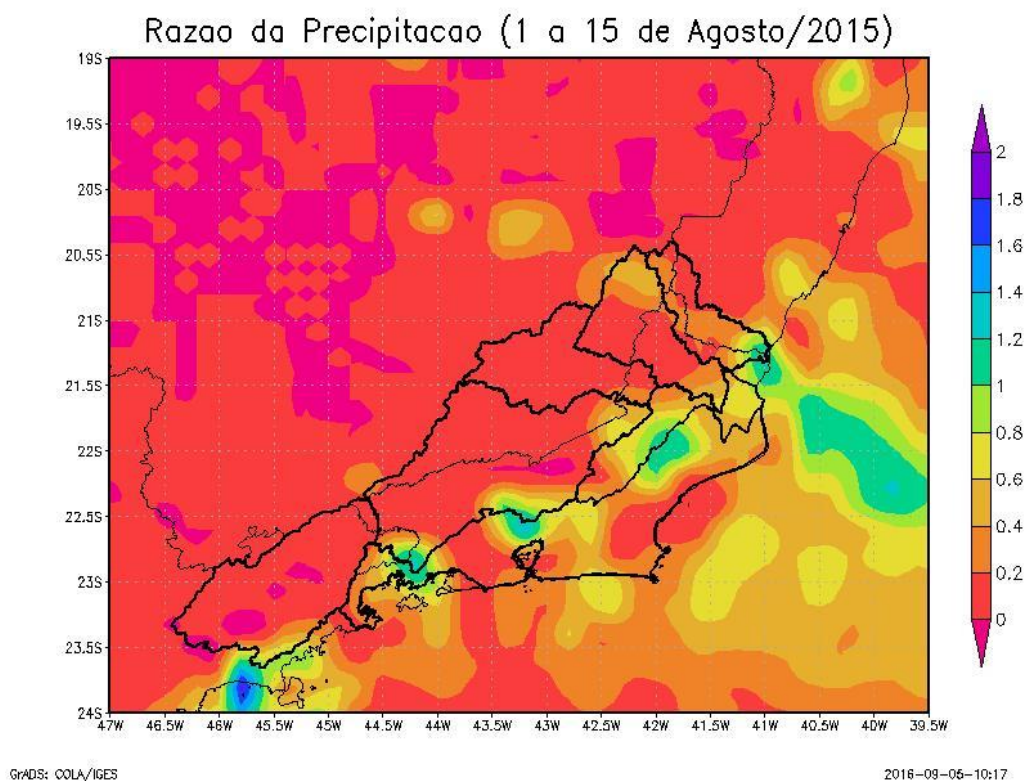 Razao da Precipitacao (1 a 15 de Agosto/2015)
19S
19.5S
20S
20.5S
21S
21.5S
22S
22.5S
23S
23.5S
24S
47W 46.5W 46W 45.5W 45W 44.5W 44W 43.5W 43W 42.5W 42W 41.5W 41W 40.5W 40W 39.5W
2
1.8
1.6
1.4
1.2
1
0.8
0.6
0.4
0.2
0
GrADS: COLA/IGES 2016-09-05-10:17